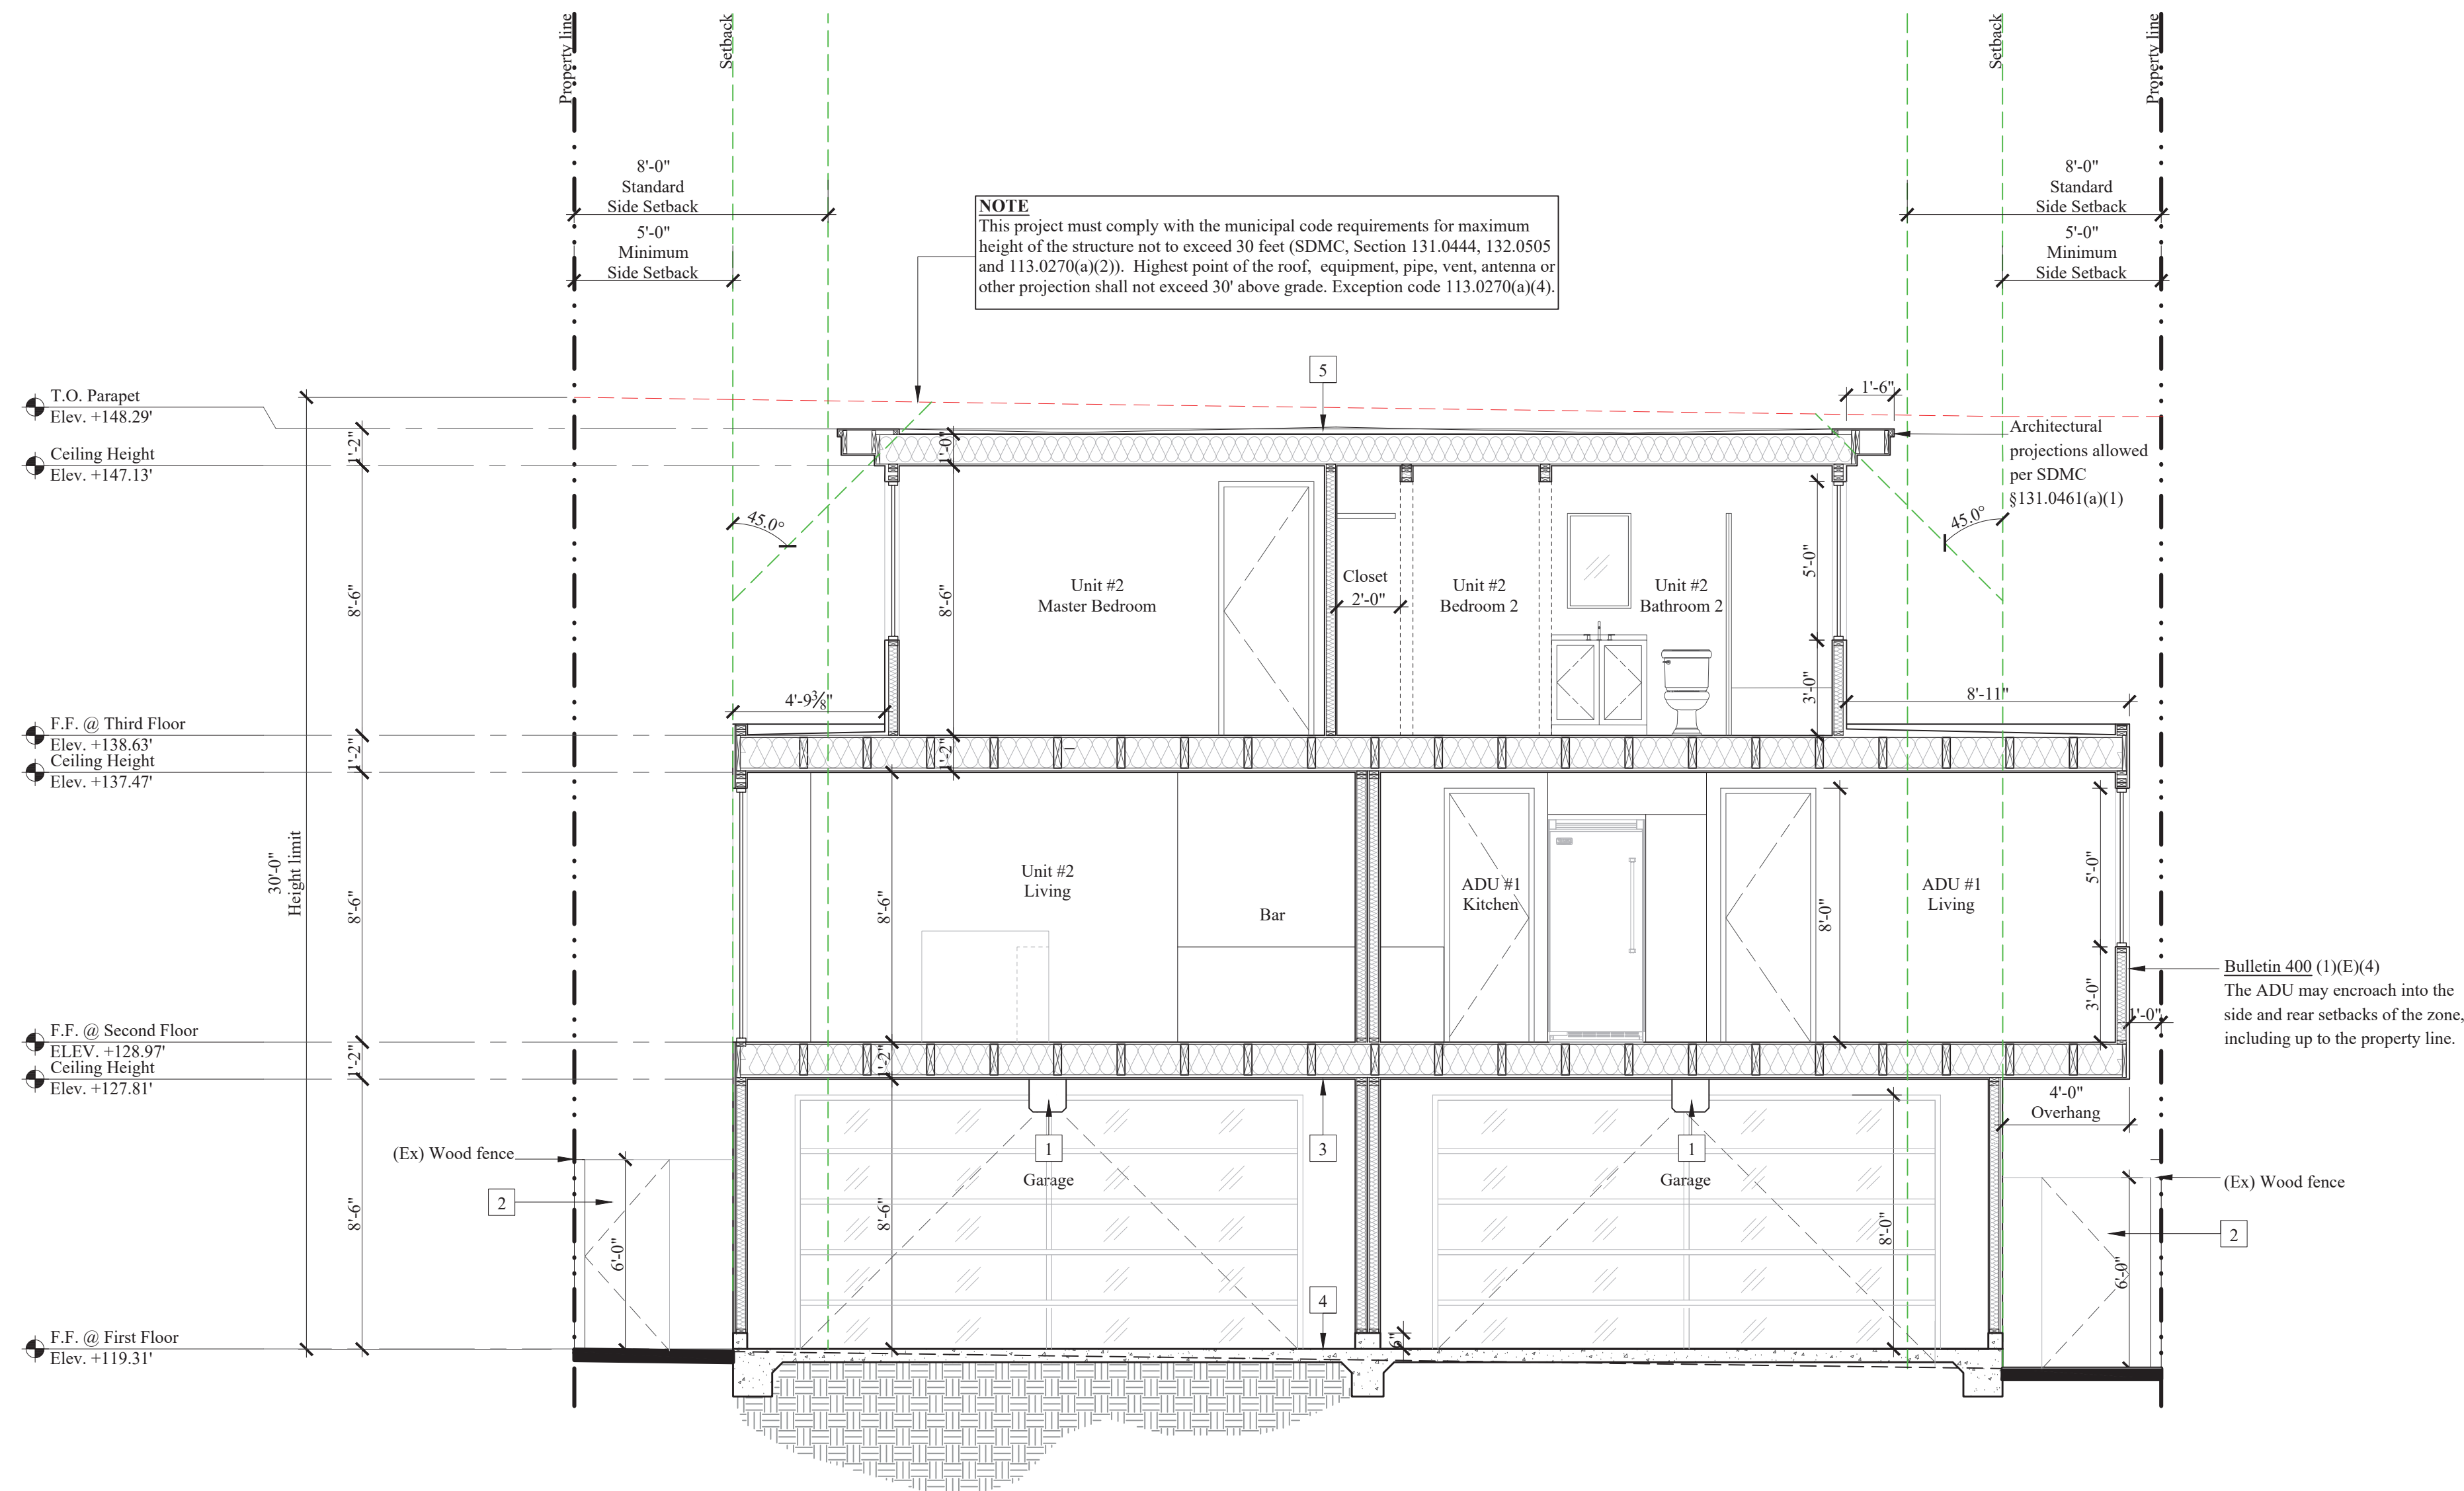 Property line
Setback
Setback
Property line
8'-0"
Standard
Side Setback
5'-0"
Minimum
Side Setback
8'-0"
Standard
Side Setback
5'-0"
Minimum
Side Setback
NOTE
This project must comply with the municipal code requirements for maximum
height of the structure not to exceed 30 feet (SDMC, Section 131.0444, 132.0505
and 113.0270(a)(2)). Highest point of the roof, equipment, pipe, vent, antenna or
other projection shall not exceed 30' above grade. Exception code 113.0270(a)(4).
5
1'-6"
T.O. Parapet
Elev. +148.29'
1'-2"
1'-0"
Architectural
projections allowed
per SDMC
§131.0461(a)(1)
Ceiling Height
Elev. +147.13'
45.0°
45.0°
8'-6"
8'-6"
Unit #2
Master Bedroom
Closet
2'-0"
Unit #2
Bedroom 2
Unit #2
Bathroom 2
5'-0"
3'-0"
4'-9⅜"
8'-11"
F.F. @ Third Floor
Elev. +138.63'
1'-2"
1'-2"
Ceiling Height
Elev. +137.47'
30'-0"
Height limit
8'-6"
8'-6"
Unit #2
Living
Bar
ADU #1
Kitchen
8'-0"
ADU #1
Living
5'-0"
3'-0"
1'-0"
Bulletin 400 (1)(E)(4)
The ADU may encroach into the
side and rear setbacks of the zone,
including up to the property line.
F.F. @ Second Floor
ELEV. +128.97'
1'-2"
1'-2"
Ceiling Height
Elev. +127.81'
4'-0"
Overhang
(Ex) Wood fence
1
3
1
Garage
Garage
(Ex) Wood fence
2
2
8'-6"
6'-0"
8'-6"
8'-0"
6'-0"
4
6"
F.F. @ First Floor
Elev. +119.31'